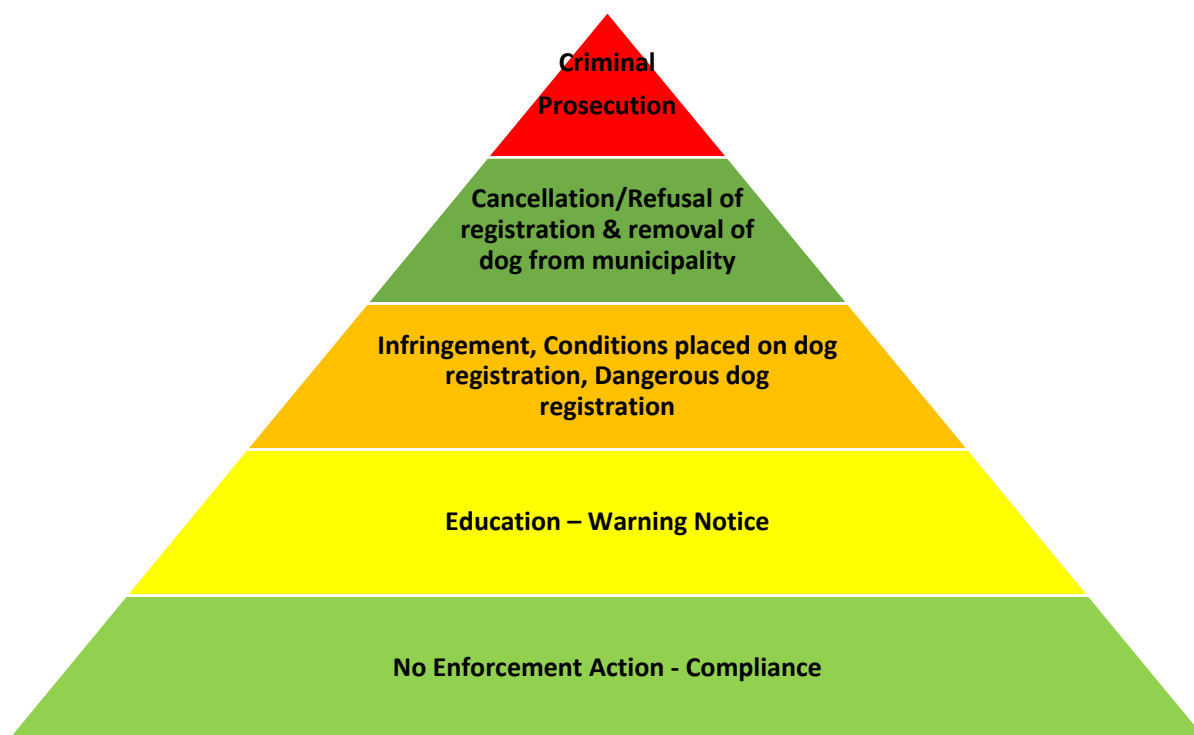 Criminal
Prosecution
Cancellation/Refusal of
registration & removal of
dog from municipality
Infringement, Conditions placed on dog
registration, Dangerous dog
registration
Education – Warning Notice
No Enforcement Action - Compliance